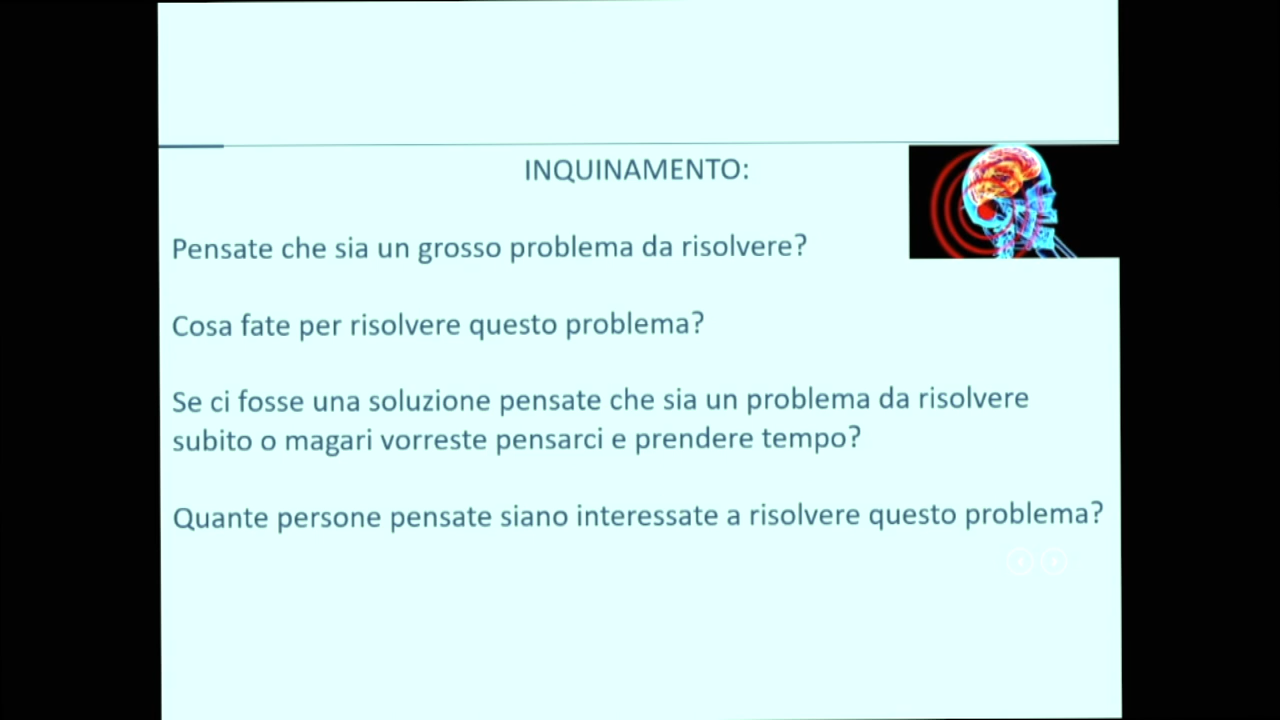 INQUINAMENTO:
Pensate che sia un grosso problema da risolvere?
Cosa fate per risolvere questo problema?
Se ci fosse una soluzione pensate che sia un problema da risolvere
subito o magari vorreste pensarci e prendere tempo?
Quante persone pensate siano interessate a risolvere questo problema?